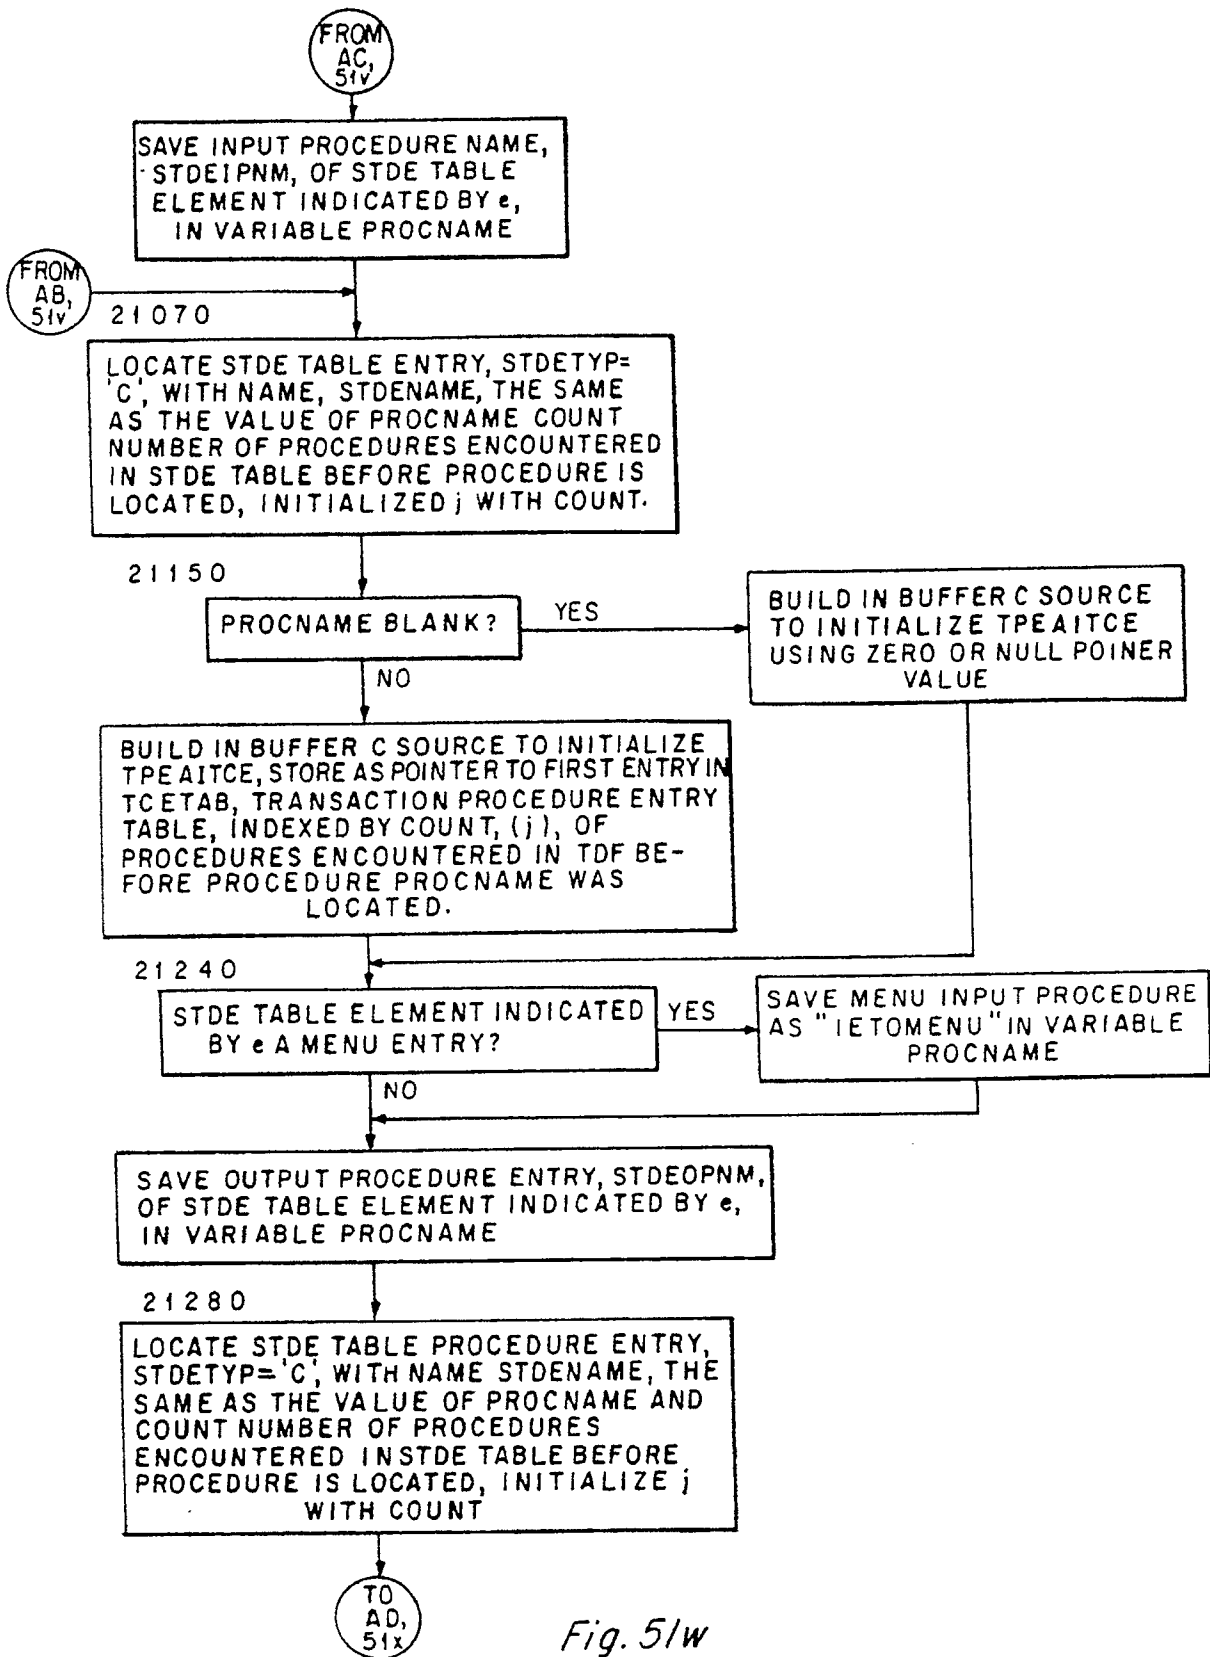 FROM
AC,
51v
SAVE INPUT PROCEDURE NAME,
STDEIPNM, OF STDE TABLE
ELEMENT INDICATED BY e,
IN VARIABLE PROCNAME
FROM
AB,
51v
21070
LOCATE STDE TABLE ENTRY, STDETYP=
'C', WITH NAME, STDENAME, THE SAME
AS THE VALUE OF PROCNAME COUNT
NUMBER OF PROCEDURES ENCOUNTERED
IN STDE TABLE BEFORE PROCEDURE IS
LOCATED, INITIALIZED j WITH COUNT.
21150
PROCNAME BLANK?
YES
BUILD IN BUFFER C SOURCE
TO INITIALIZE TPEAITCE
USING ZERO OR NULL POINER
VALUE
NO
BUILD IN BUFFER C SOURCE TO INITIALIZE
TPEAITCE, STORE AS POINTER TO FIRST ENTRY IN
TCETAB, TRANSACTION PROCEDURE ENTRY
TABLE, INDEXED BY COUNT, (j), OF
PROCEDURES ENCOUNTERED IN TDF BE-
FORE PROCEDURE PROCNAME WAS
LOCATED.
21240
STDE TABLE ELEMENT INDICATED
BY e A MENU ENTRY?
YES
SAVE MENU INPUT PROCEDURE
AS "IETOMENU" IN VARIABLE
PROCNAME
NO
SAVE OUTPUT PROCEDURE ENTRY, STDEOPNM,
OF STDE TABLE ELEMENT INDICATED BY e,
IN VARIABLE PROCNAME
21280
LOCATE STDE TABLE PROCEDURE ENTRY,
STDETYP='C', WITH NAME STDENAME, THE
SAME AS THE VALUE OF PROCNAME AND
COUNT NUMBER OF PROCEDURES
ENCOUNTERED IN STDE TABLE BEFORE
PROCEDURE IS LOCATED, INITIALIZE j
WITH COUNT
TO
AD,
51x
Fig. 51w